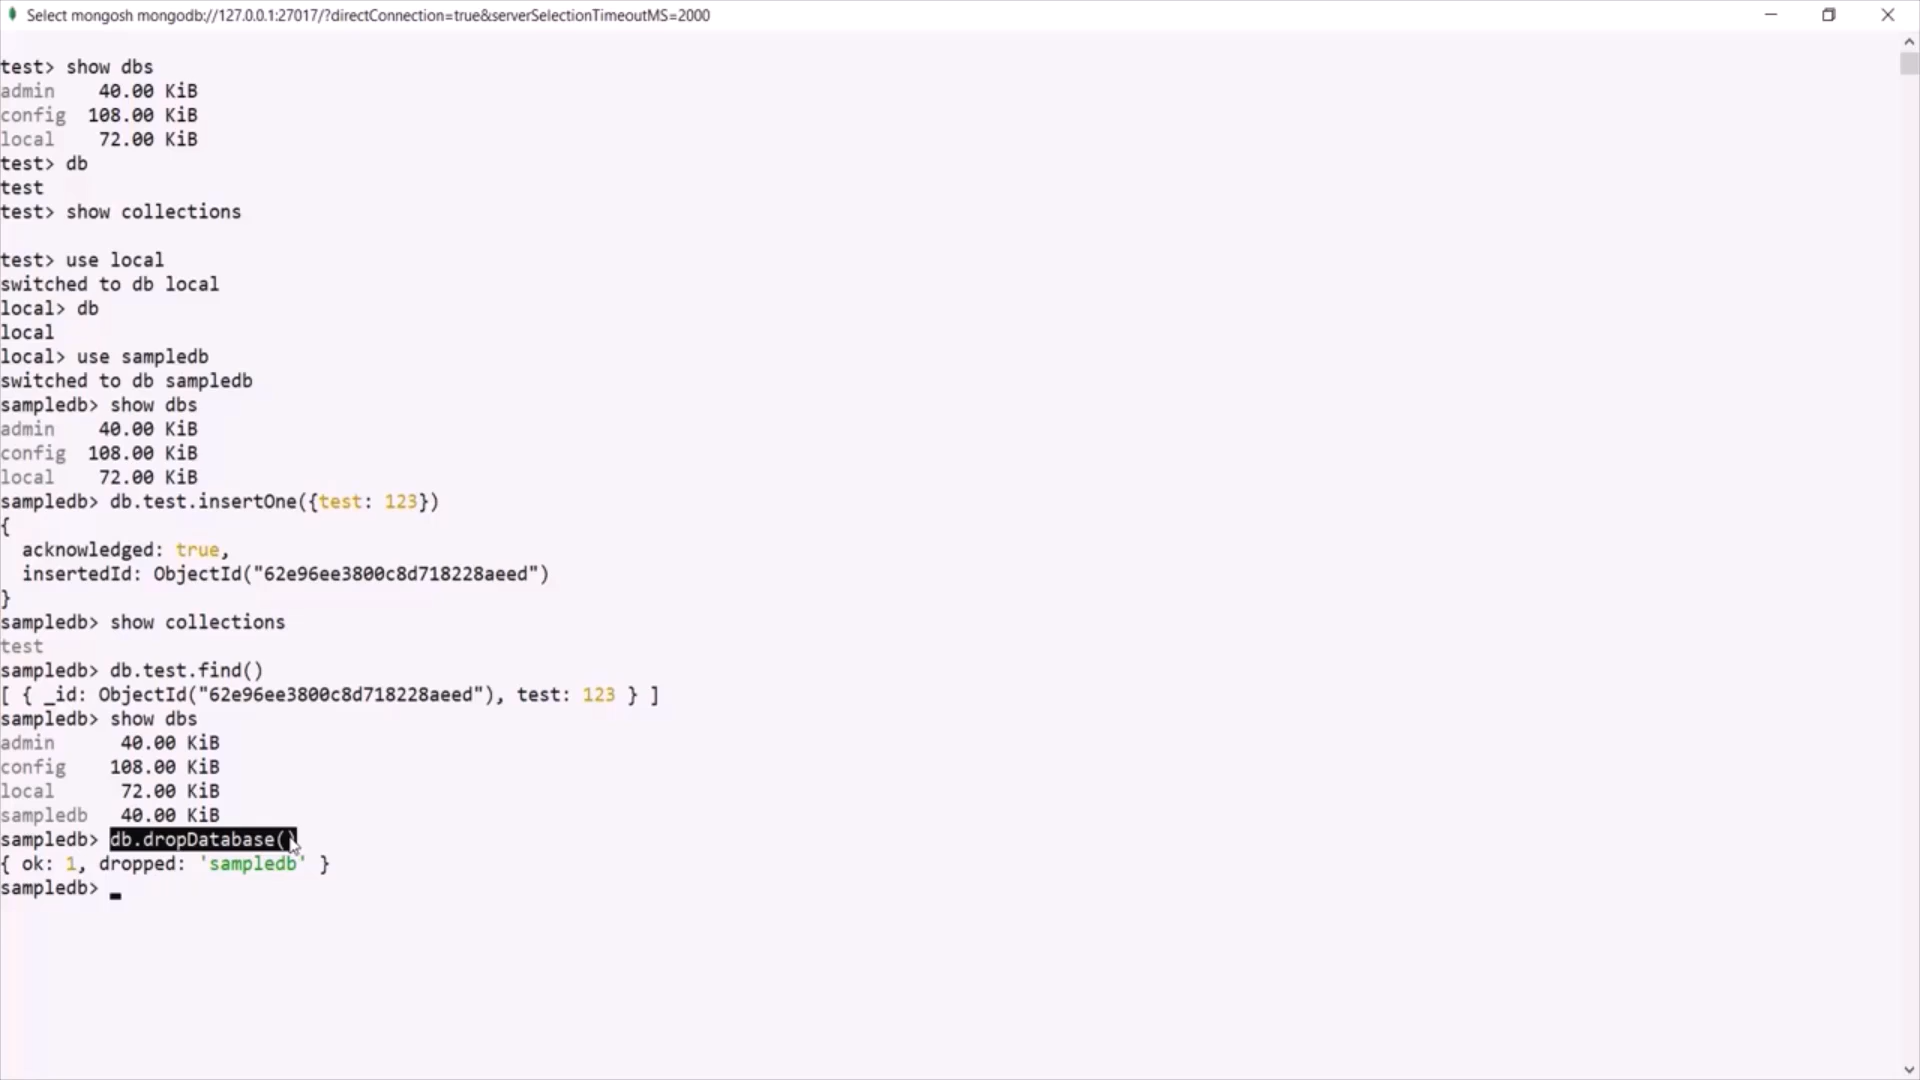 Select mongosh mongodb://127.0.0.1:27017/?directConnection=true&serverSelectionTimeoutMS=2000
test> show dbs
admin    40.00 KiB
config  108.00 KiB
local    72.00 KiB
test> db
test
test> show collections
test> use local
switched to db local
local> db
local
local> use sampledb
switched to db sampledb
sampledb> show dbs
admin    40.00 KiB
config  108.00 KiB
local    72.00 KiB
sampledb> db.test.insertOne({test: 123})
{
  acknowledged: true,
  insertedId: ObjectId("62e96ee3800c8d718228aeed")
}
sampledb> show collections
test
sampledb> db.test.find()
[ { _id: ObjectId("62e96ee3800c8d718228aeed"), test: 123 } ]
sampledb> show dbs
admin      40.00 KiB
config    108.00 KiB
local      72.00 KiB
sampledb   40.00 KiB
sampledb> db.dropDatabase()
{ ok: 1, dropped: 'sampledb' }
sampledb>